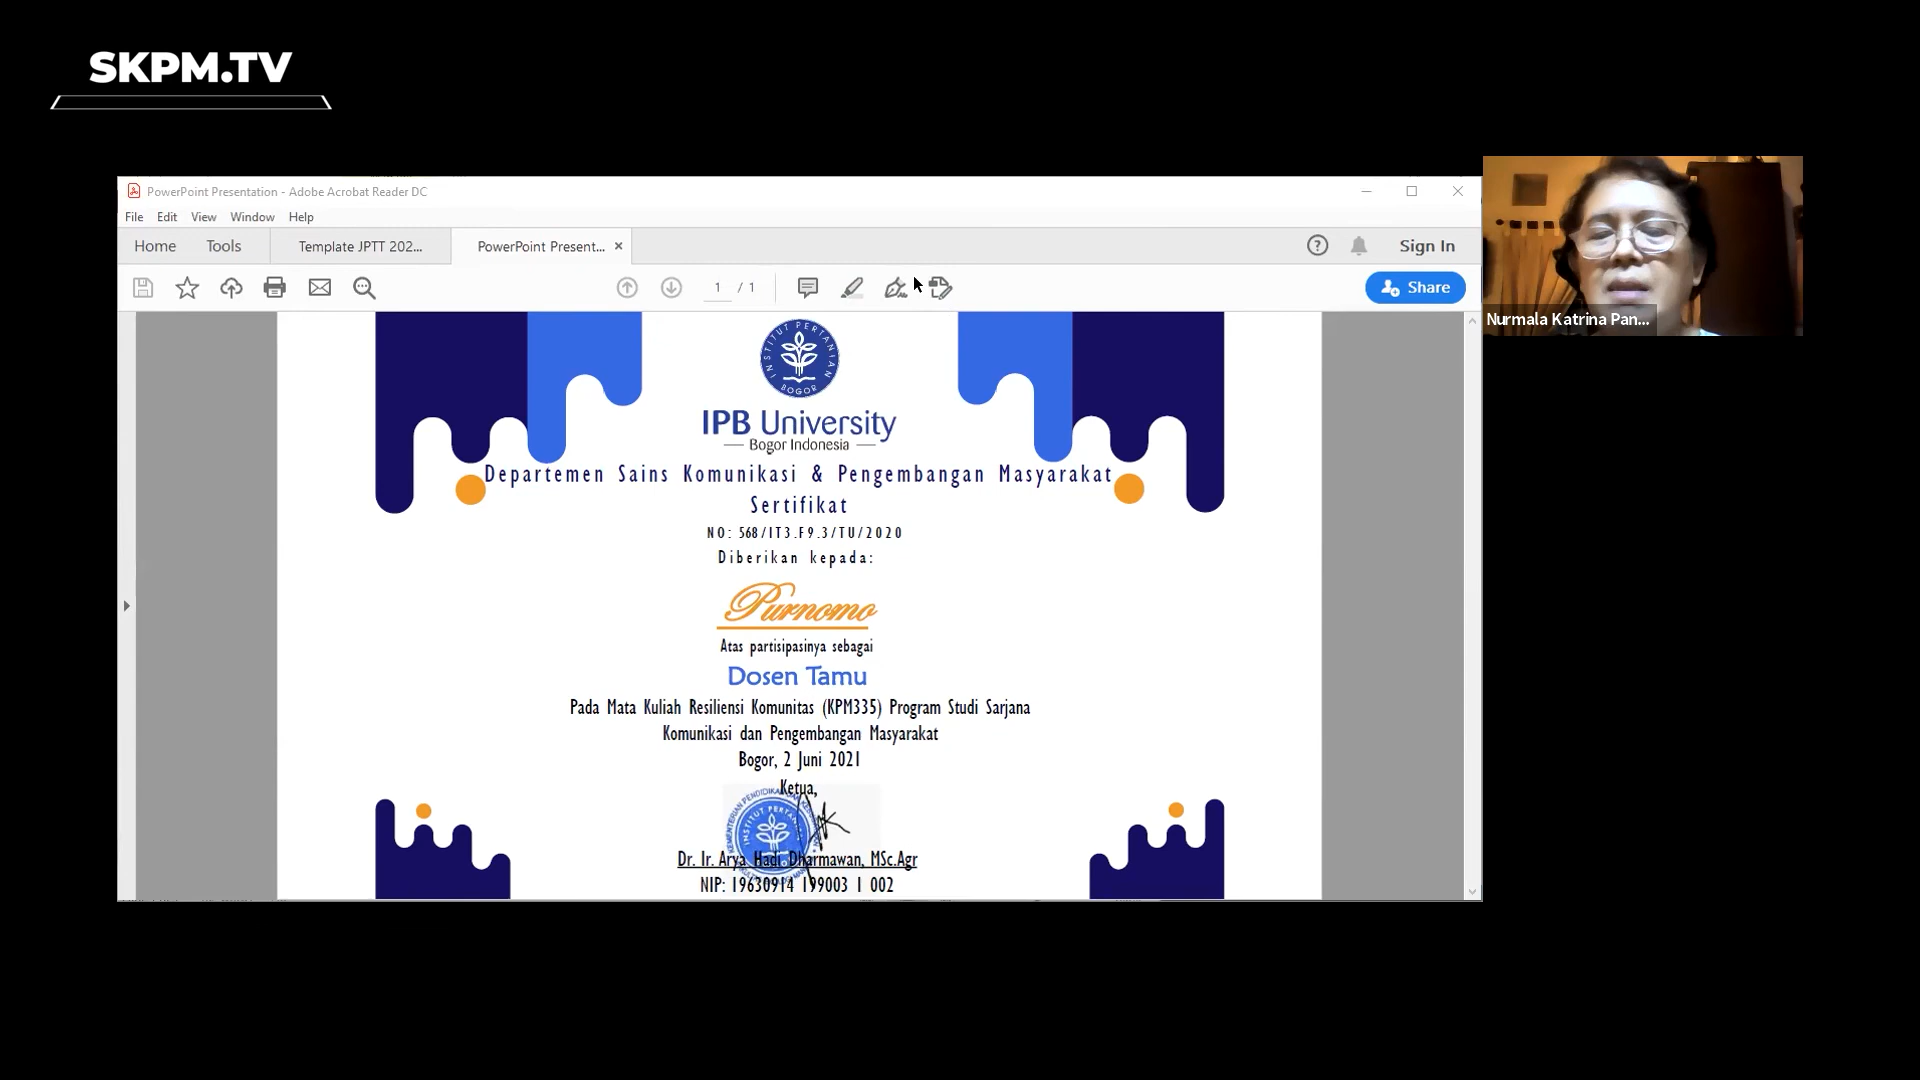 SKPM.TV
PowerPoint Presentation - Adobe Acrobat Reader DC
File Edit View Window Help
Home Tools Template JPTT 202... PowerPoint Present... Sign In
1 / 1 Share
INSTITUT PERTANIAN BOGOR
IPB University
Bogor Indonesia
Departemen Sains Komunikasi & Pengembangan Masyarakat
Sertifikat
NO: 568/IT3.F9.3/TU/2020
Diberikan kepada:
Purnomo
Atas partisipasinya sebagai
Dosen Tamu
Pada Mata Kuliah Resiliensi Komunitas (KPM335) Program Studi Sarjana
Komunikasi dan Pengembangan Masyarakat
Bogor, 2 Juni 2021
Ketua,
Dr. Ir. Arya Hadi Dharmawan, MSc.Agr
NIP: 19630914 199003 1 002
Nurmala Katrina Pan...